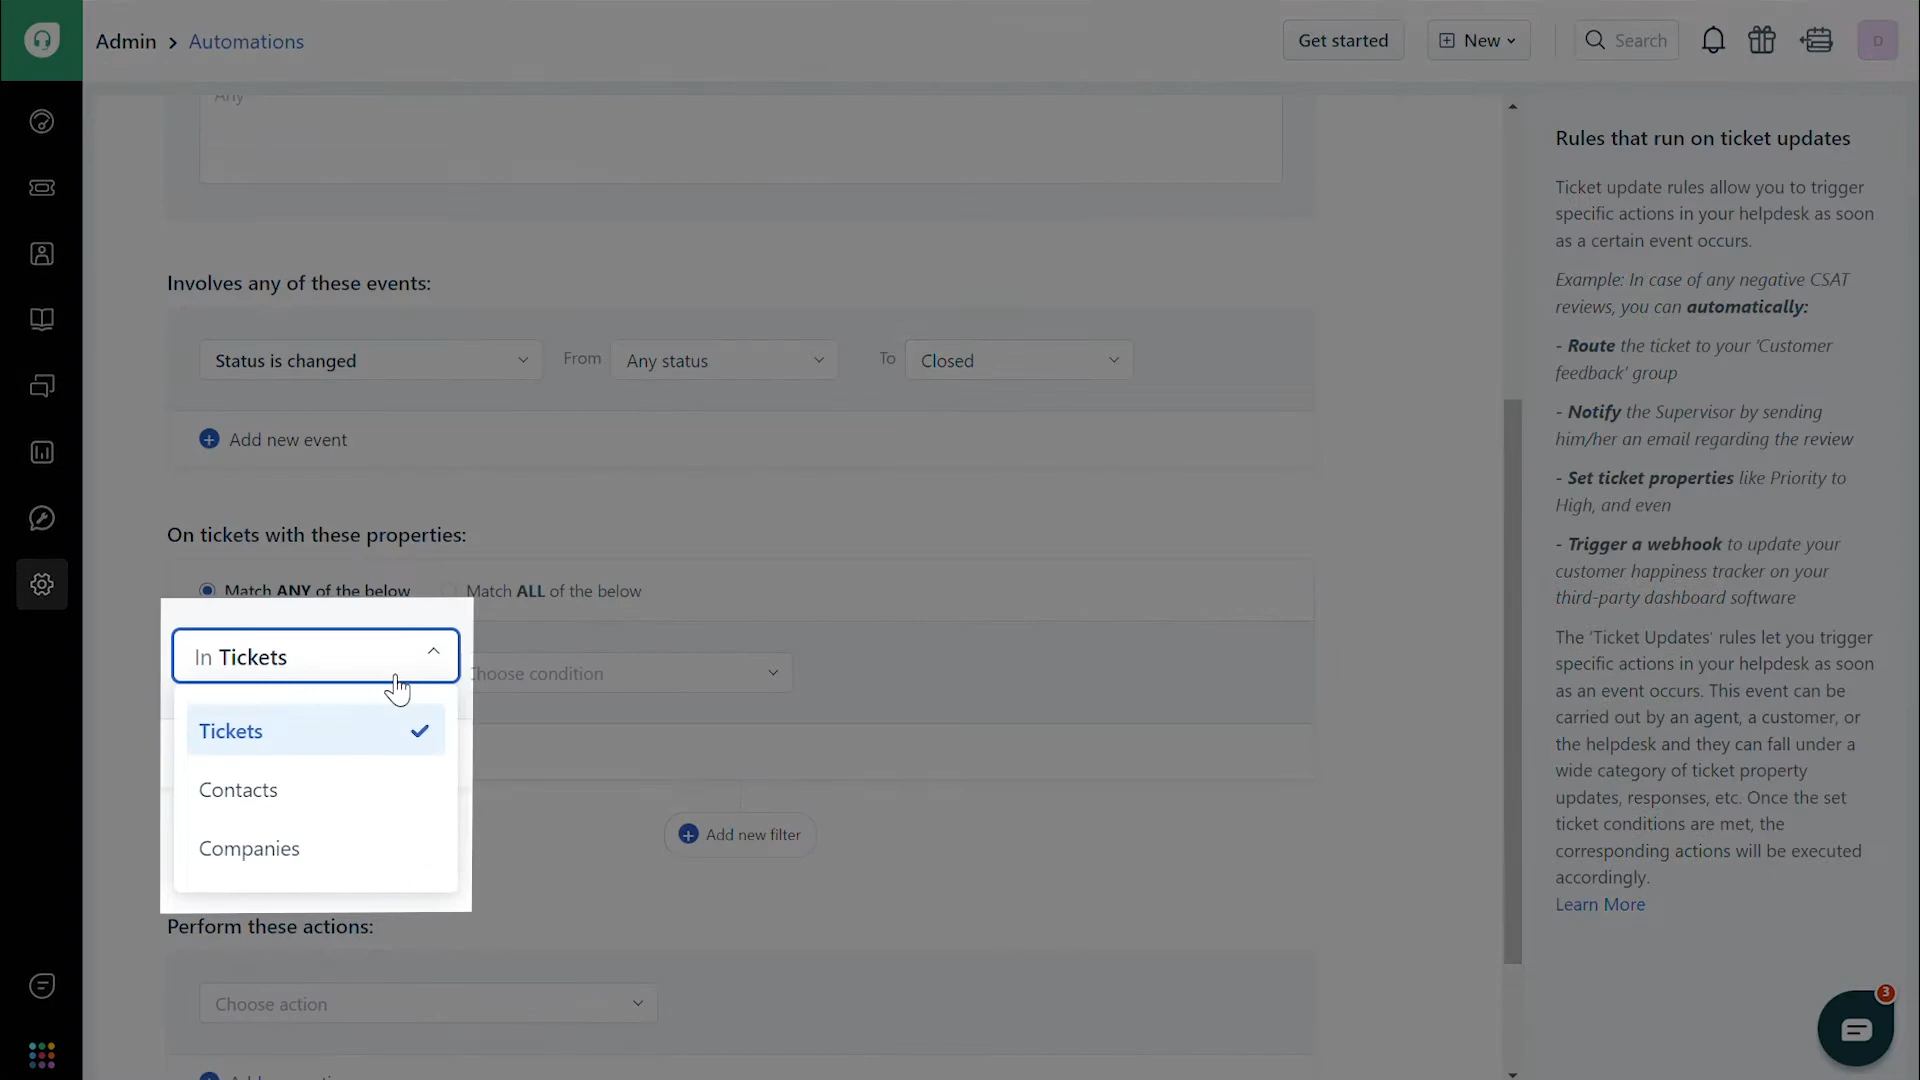 Admin > Automations
Get started
New
Search
D
Any
Involves any of these events:
Status is changed
From
Any status
To
Closed
Add new event
On tickets with these properties:
Match ANY of the below
Match ALL of the below
In Tickets
Choose condition
Tickets
Contacts
Companies
Add new filter
Perform these actions:
Choose action
Rules that run on ticket updates
Ticket update rules allow you to trigger
specific actions in your helpdesk as soon
as a certain event occurs.
Example: In case of any negative CSAT
reviews, you can automatically:
- Route the ticket to your 'Customer
feedback' group
- Notify the Supervisor by sending
him/her an email regarding the review
- Set ticket properties like Priority to
High, and even
- Trigger a webhook to update your
customer happiness tracker on your
third-party dashboard software
The 'Ticket Updates' rules let you trigger
specific actions in your helpdesk as soon
as an event occurs. This event can be
carried out by an agent, a customer, or
the helpdesk and they can fall under a
wide category of ticket property
updates, responses, etc. Once the set
ticket conditions are met, the
corresponding actions will be executed
accordingly.
Learn More
3